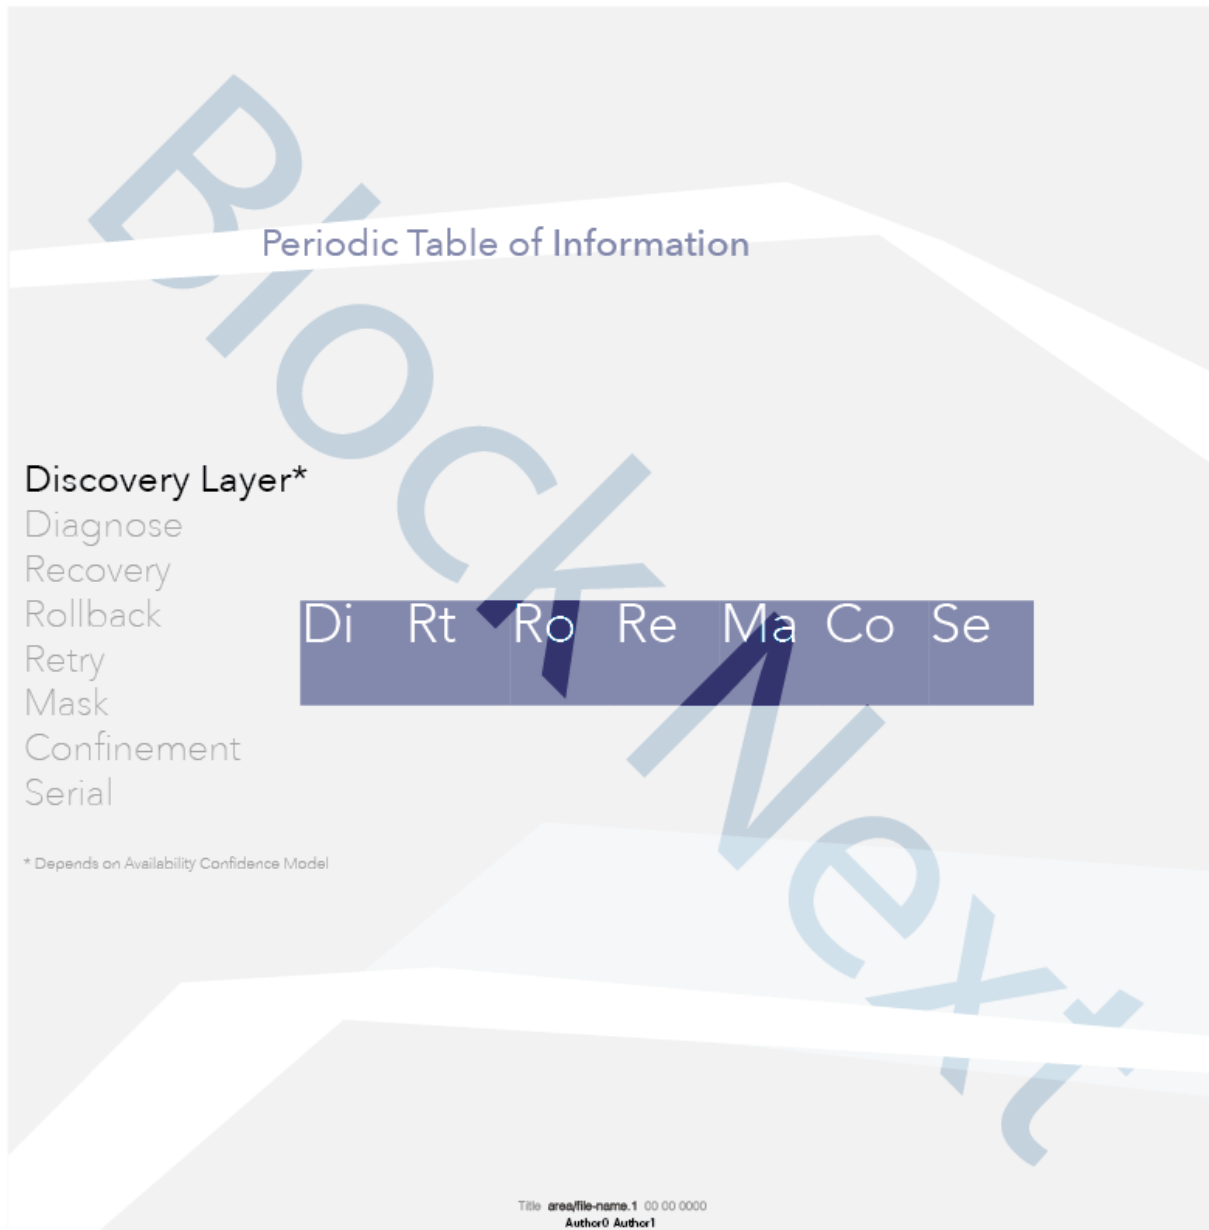 Block Next
Periodic Table of Information
Discovery Layer*
Diagnose
Recovery
Rollback
Retry
Mask
Confinement
Serial
Di Rt Ro Re Ma Co Se
* Depends on Availability Confidence Model
Title area/file-name.1 00 00 0000
Author0 Author1